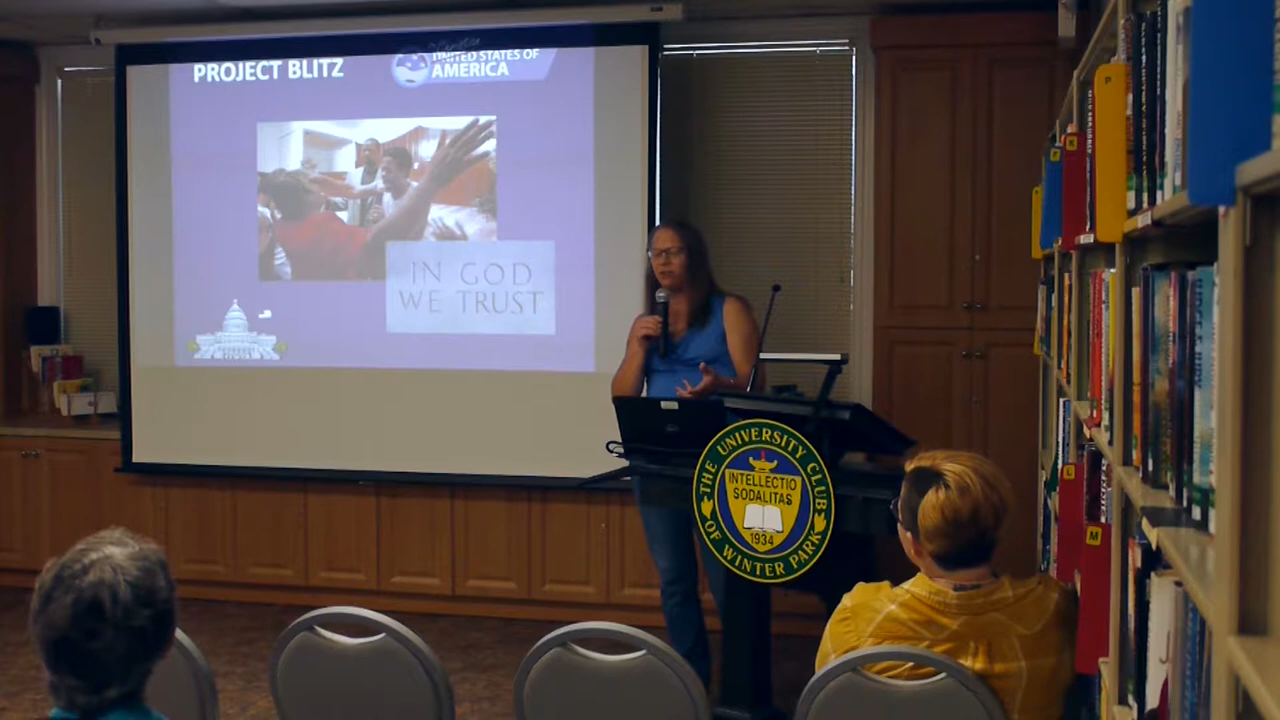 PROJECT BLITZ
UNITED STATES OF
AMERICA
IN GOD
WE TRUST
THE UNIVERSITY CLUB
OF WINTER PARK
INTELLECTIO
SODALITAS
1934
P
K
F
L
M